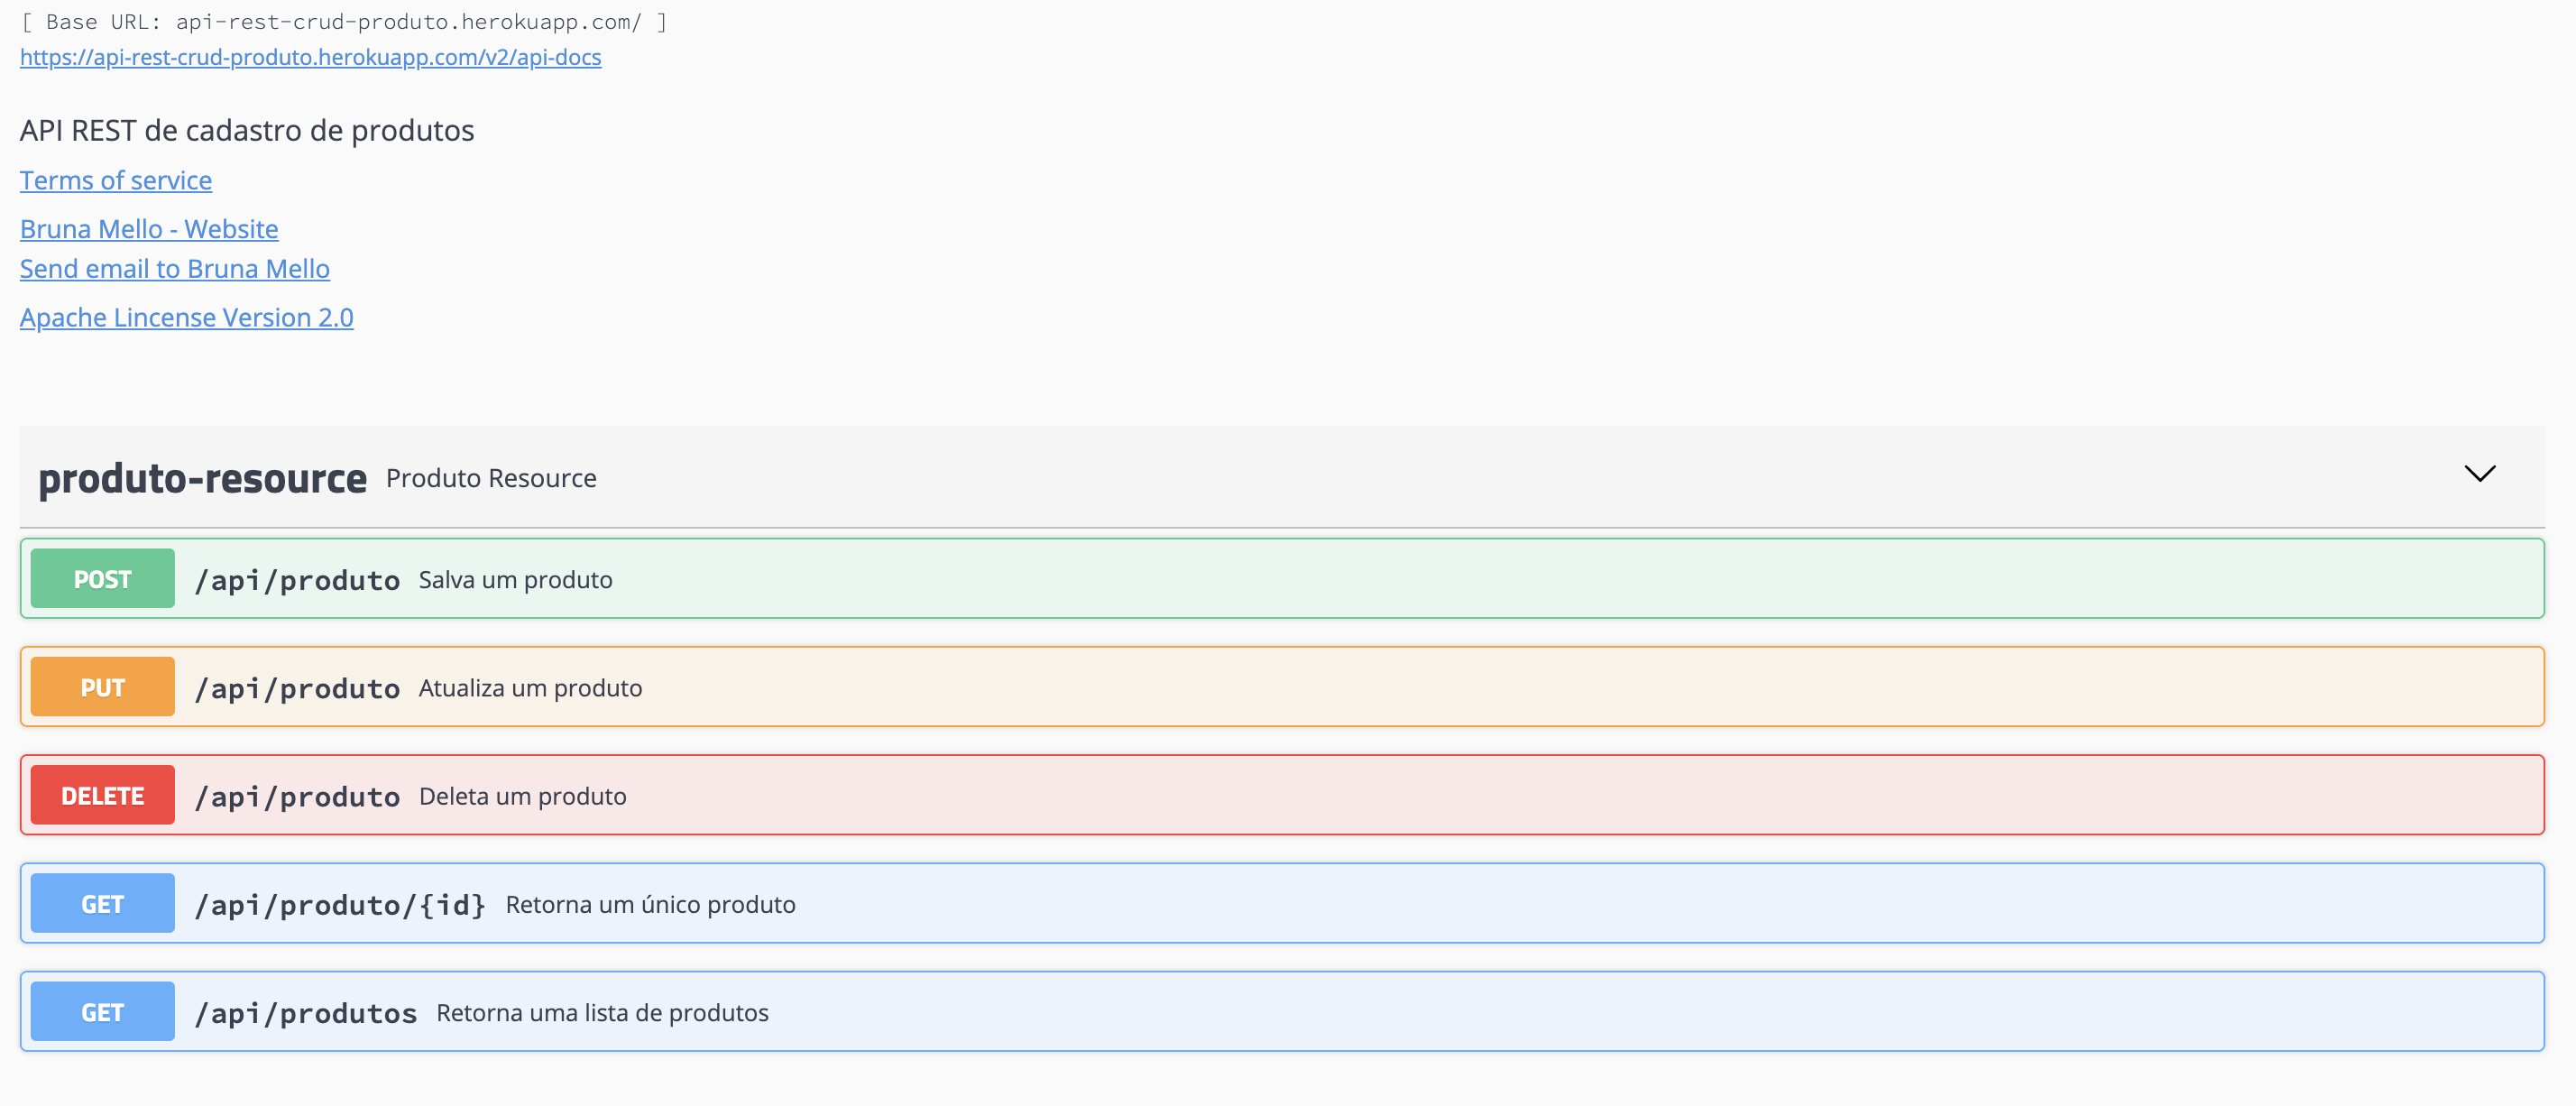 [ Base URL: api-rest-crud-produto.herokuapp.com/ ]
https://api-rest-crud-produto.herokuapp.com/v2/api-docs
API REST de cadastro de produtos
Terms of service
Bruna Mello - Website
Send email to Bruna Mello
Apache Lincense Version 2.0
produto-resource Produto Resource
POST /api/produto Salva um produto
PUT /api/produto Atualiza um produto
DELETE /api/produto Deleta um produto
GET /api/produto/{id} Retorna um único produto
GET /api/produtos Retorna uma lista de produtos